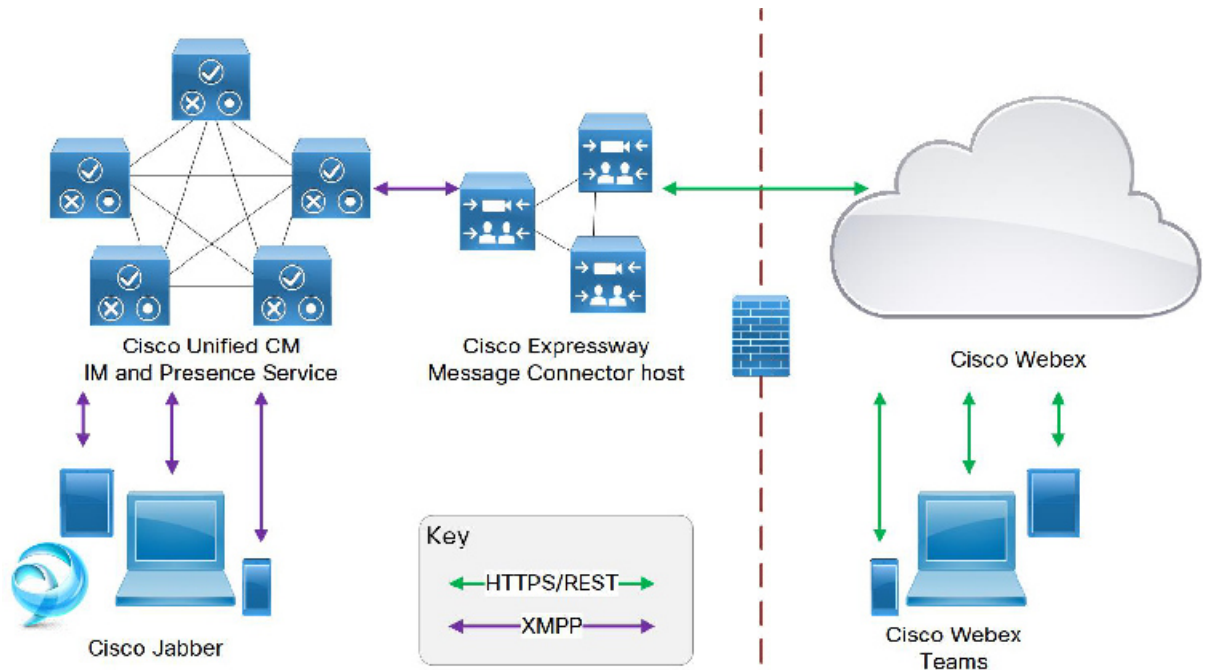 Cisco Unified CM
IM and Presence Service
Cisco Expressway
Message Connector host
Cisco Webex
Cisco Jabber
Key
HTTPS/REST
XMPP
Cisco Webex
Teams